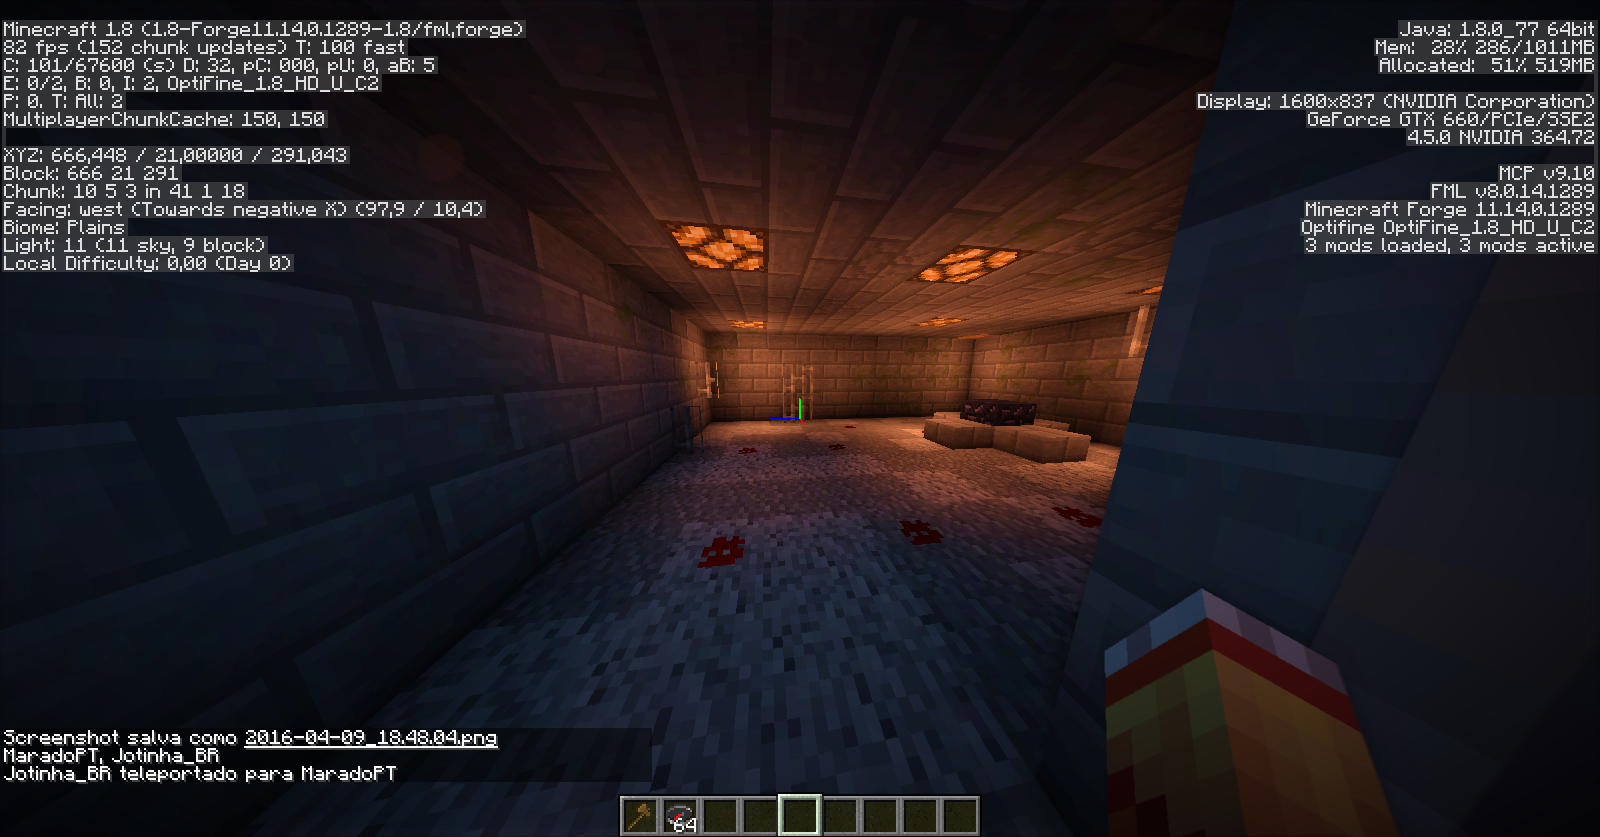 Minecraft 1.8 (1.8-Forge11.14.0.1289-1.8/fml,forge)
82 fps (152 chunk updates) T: 100 fast
C: 101/67600 (s) D: 32, pC: 000, pU: 0, aB: 5
E: 0/2, B: 0, I: 2, OptiFine_1.8_HD_U_C2
P: 0. T: All: 2
MultiplayerChunkCache: 150, 150
XYZ: 666,448 / 21,00000 / 291,043
Block: 666 21 291
Chunk: 10 5 3 in 41 1 18
Facing: west (Towards negative X) (97,9 / 10,4)
Biome: Plains
Light: 11 (11 sky, 9 block)
Local Difficulty: 0,00 (Day 0)
Java: 1.8.0_77 64bit
Mem: 28% 286/1011MB
Allocated: 51% 519MB
Display: 1600x837 (NVIDIA Corporation)
GeForce GTX 660/PCIe/SSE2
4.5.0 NVIDIA 364.72
MCP v9.10
FML v8.0.14.1289
Minecraft Forge 11.14.0.1289
Optifine OptiFine_1.8_HD_U_C2
3 mods loaded, 3 mods active
Screenshot salva como 2016-04-09_18.48.04.png
MaradoPT, Jotinha_BR
Jotinha_BR teleportado para MaradoPT
64